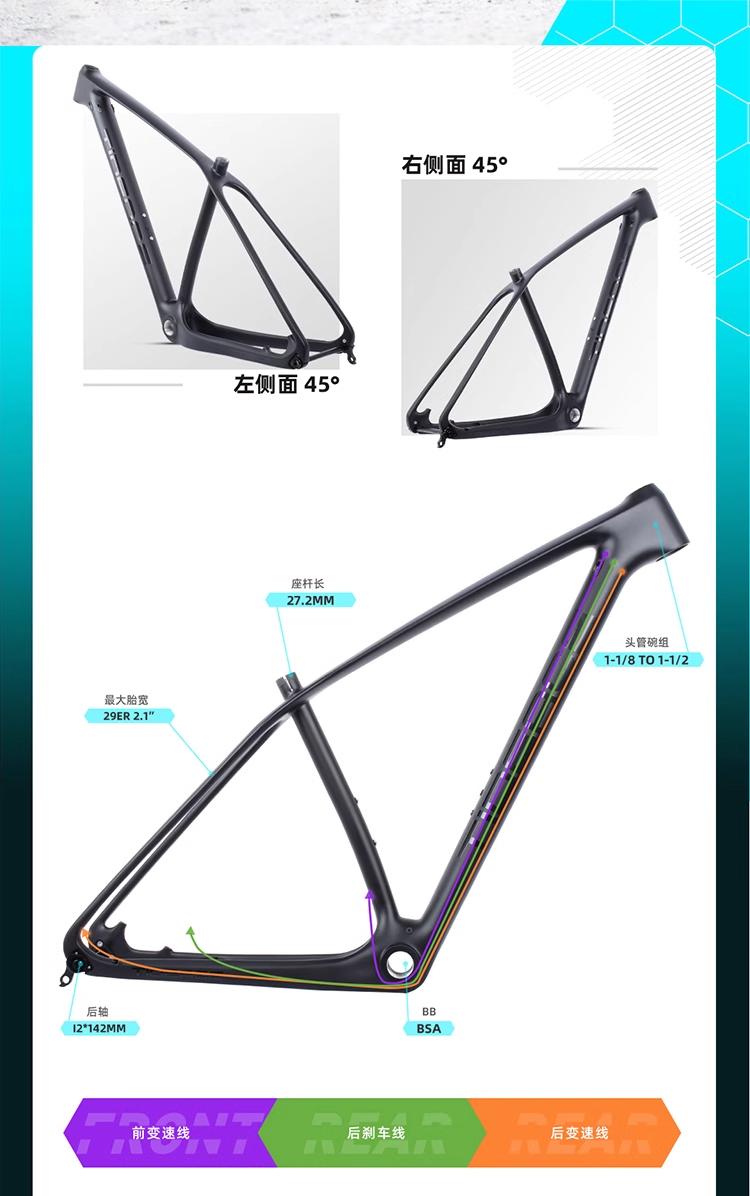 右侧面 45°
左侧面 45°
座杆长
27.2MM
头管碗组
1-1/8 TO 1-1/2
最大胎宽
29ER 2.1"
后轴
12*142MM
BB
BSA
FRONT
前变速线
REAR
后刹车线
REAR
后变速线